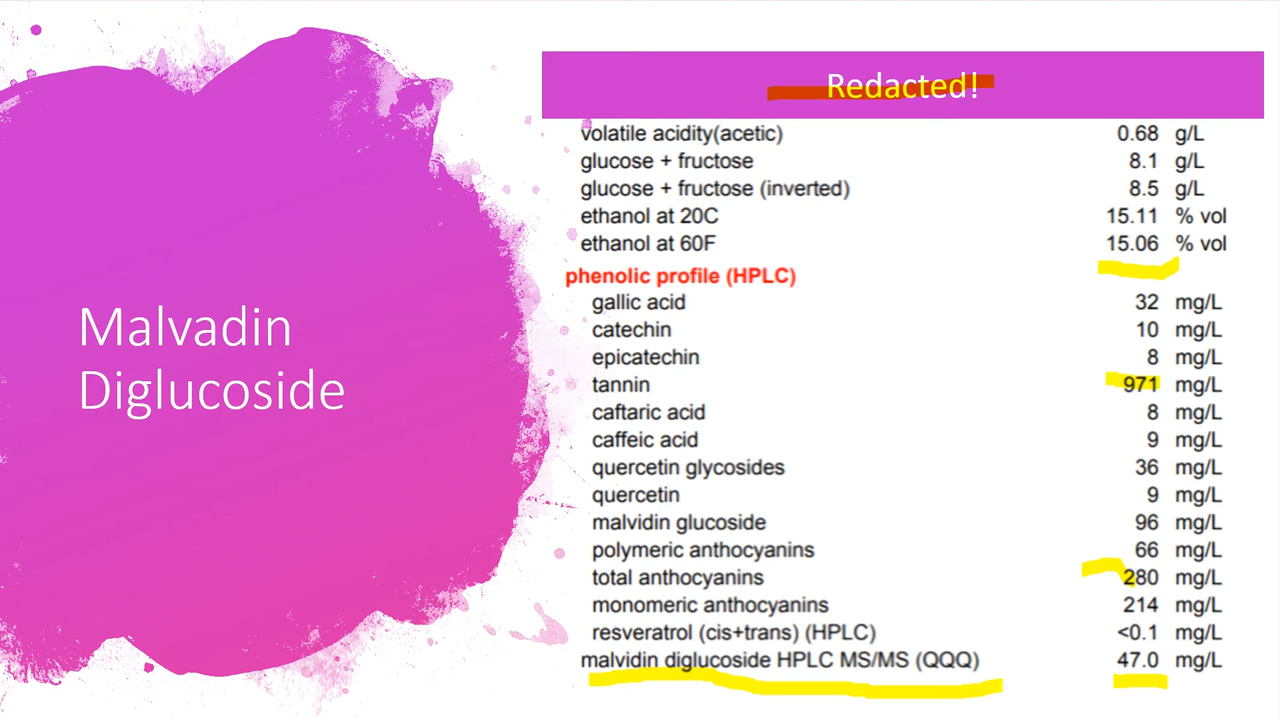 Malvadin
Diglucoside
Redacted!
volatile acidity(acetic) 0.68 g/L
glucose + fructose 8.1 g/L
glucose + fructose (inverted) 8.5 g/L
ethanol at 20C 15.11 % vol
ethanol at 60F 15.06 % vol
phenolic profile (HPLC)
gallic acid 32 mg/L
catechin 10 mg/L
epicatechin 8 mg/L
tannin 971 mg/L
caftaric acid 8 mg/L
caffeic acid 9 mg/L
quercetin glycosides 36 mg/L
quercetin 9 mg/L
malvidin glucoside 96 mg/L
polymeric anthocyanins 66 mg/L
total anthocyanins 280 mg/L
monomeric anthocyanins 214 mg/L
resveratrol (cis+trans) (HPLC) <0.1 mg/L
malvidin diglucoside HPLC MS/MS (QQQ) 47.0 mg/L